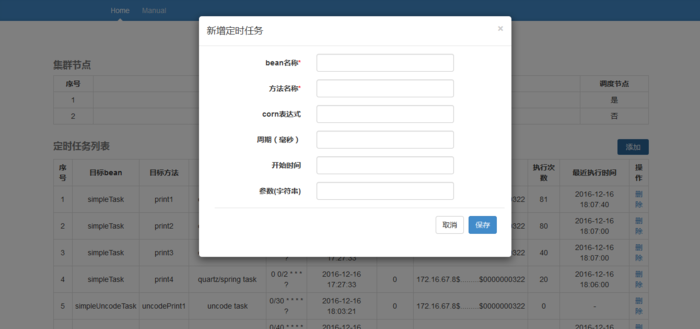 Home Manual
新增定时任务 ×
集群节点
bean名称*
序号 调度节点
方法名称*
1 是
corn表达式
2 否
周期（毫秒）
定时任务列表 添加
开始时间
序号 目标bean 目标方法 执行次数 最近执行时间 操作
参数(字符串)
1 simpleTask print1 0000322 81 2016-12-16 18:07:40 删除
取消 保存
2 simpleTask print2 0000322 80 2016-12-16 18:07:00 删除
3 simpleTask print3 17:27:33 0000322 40 2016-12-16 18:07:00 删除
4 simpleTask print4 quartz/spring task 0 0/2 * * * ? 2016-12-16 17:27:33 0 172.16.67.8$.........$0000000322 20 2016-12-16 18:06:00 删除
5 simpleUncodeTask uncodePrint1 uncode task 0/30 * * * * ? 2016-12-16 18:03:21 0 172.16.67.8$.........$0000000322 0 - 删除
0/40 * * * * 2016-12-16 删